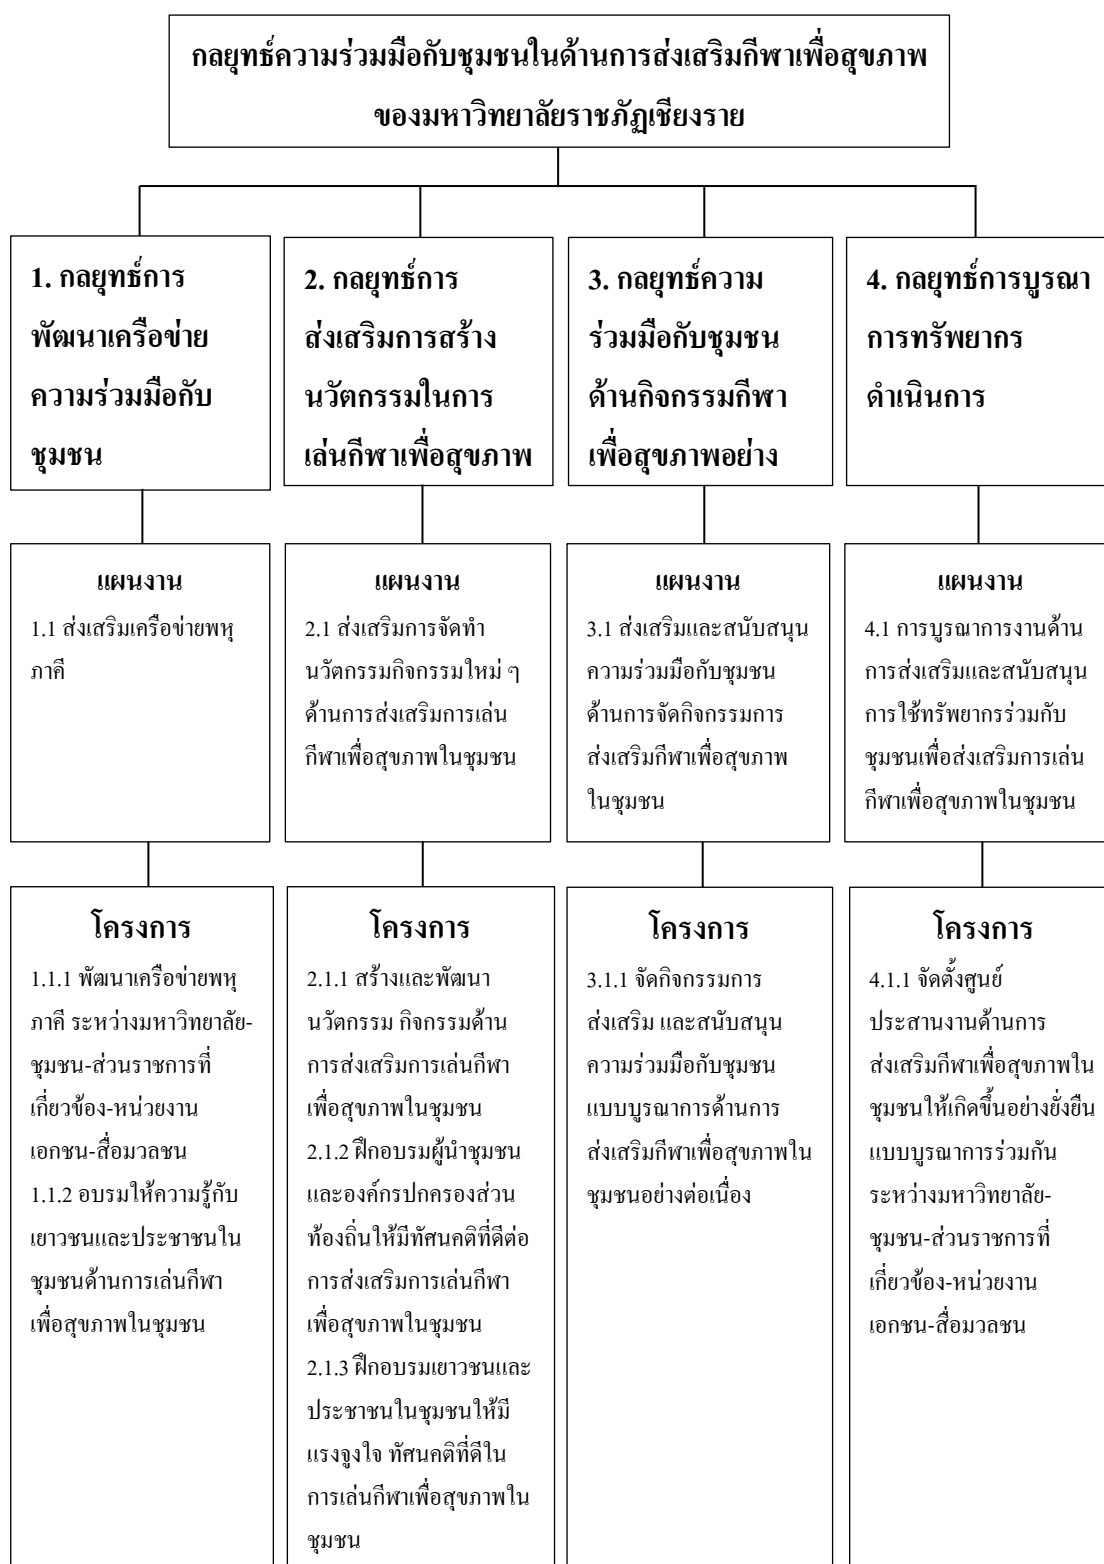 กลยุทธ์ความร่วมมือกับชุมชนในด้านการส่งเสริมกีฬาเพื่อสุขภาพ
ของมหาวิทยาลัยราชภัฏเชียงราย
1. กลยุทธ์การ
พัฒนาเครือข่าย
ความร่วมมือกับ
ชุมชน
2. กลยุทธ์การ
ส่งเสริมการสร้าง
นวัตกรรมในการ
เล่นกีฬาเพื่อสุขภาพ
3. กลยุทธ์ความ
ร่วมมือกับชุมชน
ด้านกิจกรรมกีฬา
เพื่อสุขภาพอย่าง
4. กลยุทธ์การบูรณา
การทรัพยากร
ดำเนินการ
แผนงาน
1.1 ส่งเสริมเครือข่ายพหุ
ภาคี
แผนงาน
2.1 ส่งเสริมการจัดทำ
นวัตกรรมกิจกรรมใหม่ ๆ
ด้านการส่งเสริมการเล่น
กีฬาเพื่อสุขภาพในชุมชน
แผนงาน
3.1 ส่งเสริมและสนับสนุน
ความร่วมมือกับชุมชน
ด้านการจัดกิจกรรมการ
ส่งเสริมกีฬาเพื่อสุขภาพ
ในชุมชน
แผนงาน
4.1 การบูรณาการงานด้าน
การส่งเสริมและสนับสนุน
การใช้ทรัพยากรร่วมกับ
ชุมชนเพื่อส่งเสริมการเล่น
กีฬาเพื่อสุขภาพในชุมชน
โครงการ
1.1.1 พัฒนาเครือข่ายพหุ
ภาคี ระหว่างมหาวิทยาลัย-
ชุมชน-ส่วนราชการที่
เกี่ยวข้อง-หน่วยงาน
เอกชน-สื่อมวลชน
1.1.2 อบรมให้ความรู้กับ
เยาวชนและประชาชนใน
ชุมชนด้านการเล่นกีฬา
เพื่อสุขภาพในชุมชน
โครงการ
2.1.1 สร้างและพัฒนา
นวัตกรรม กิจกรรมด้าน
การส่งเสริมการเล่นกีฬา
เพื่อสุขภาพในชุมชน
2.1.2 ฝึกอบรมผู้นำชุมชน
และองค์กรปกครองส่วน
ท้องถิ่นให้มีทัศนคติที่ดีต่อ
การส่งเสริมการเล่นกีฬา
เพื่อสุขภาพในชุมชน
2.1.3 ฝึกอบรมเยาวชนและ
ประชาชนในชุมชนให้มี
แรงจูงใจ ทัศนคติที่ดีใน
การเล่นกีฬาเพื่อสุขภาพใน
ชุมชน
โครงการ
3.1.1 จัดกิจกรรมการ
ส่งเสริม และสนับสนุน
ความร่วมมือกับชุมชน
แบบบูรณาการด้านการ
ส่งเสริมกีฬาเพื่อสุขภาพใน
ชุมชนอย่างต่อเนื่อง
โครงการ
4.1.1 จัดตั้งศูนย์
ประสานงานด้านการ
ส่งเสริมกีฬาเพื่อสุขภาพใน
ชุมชนให้เกิดขึ้นอย่างยั่งยืน
แบบบูรณาการร่วมกัน
ระหว่างมหาวิทยาลัย-
ชุมชน-ส่วนราชการที่
เกี่ยวข้อง-หน่วยงาน
เอกชน-สื่อมวลชน